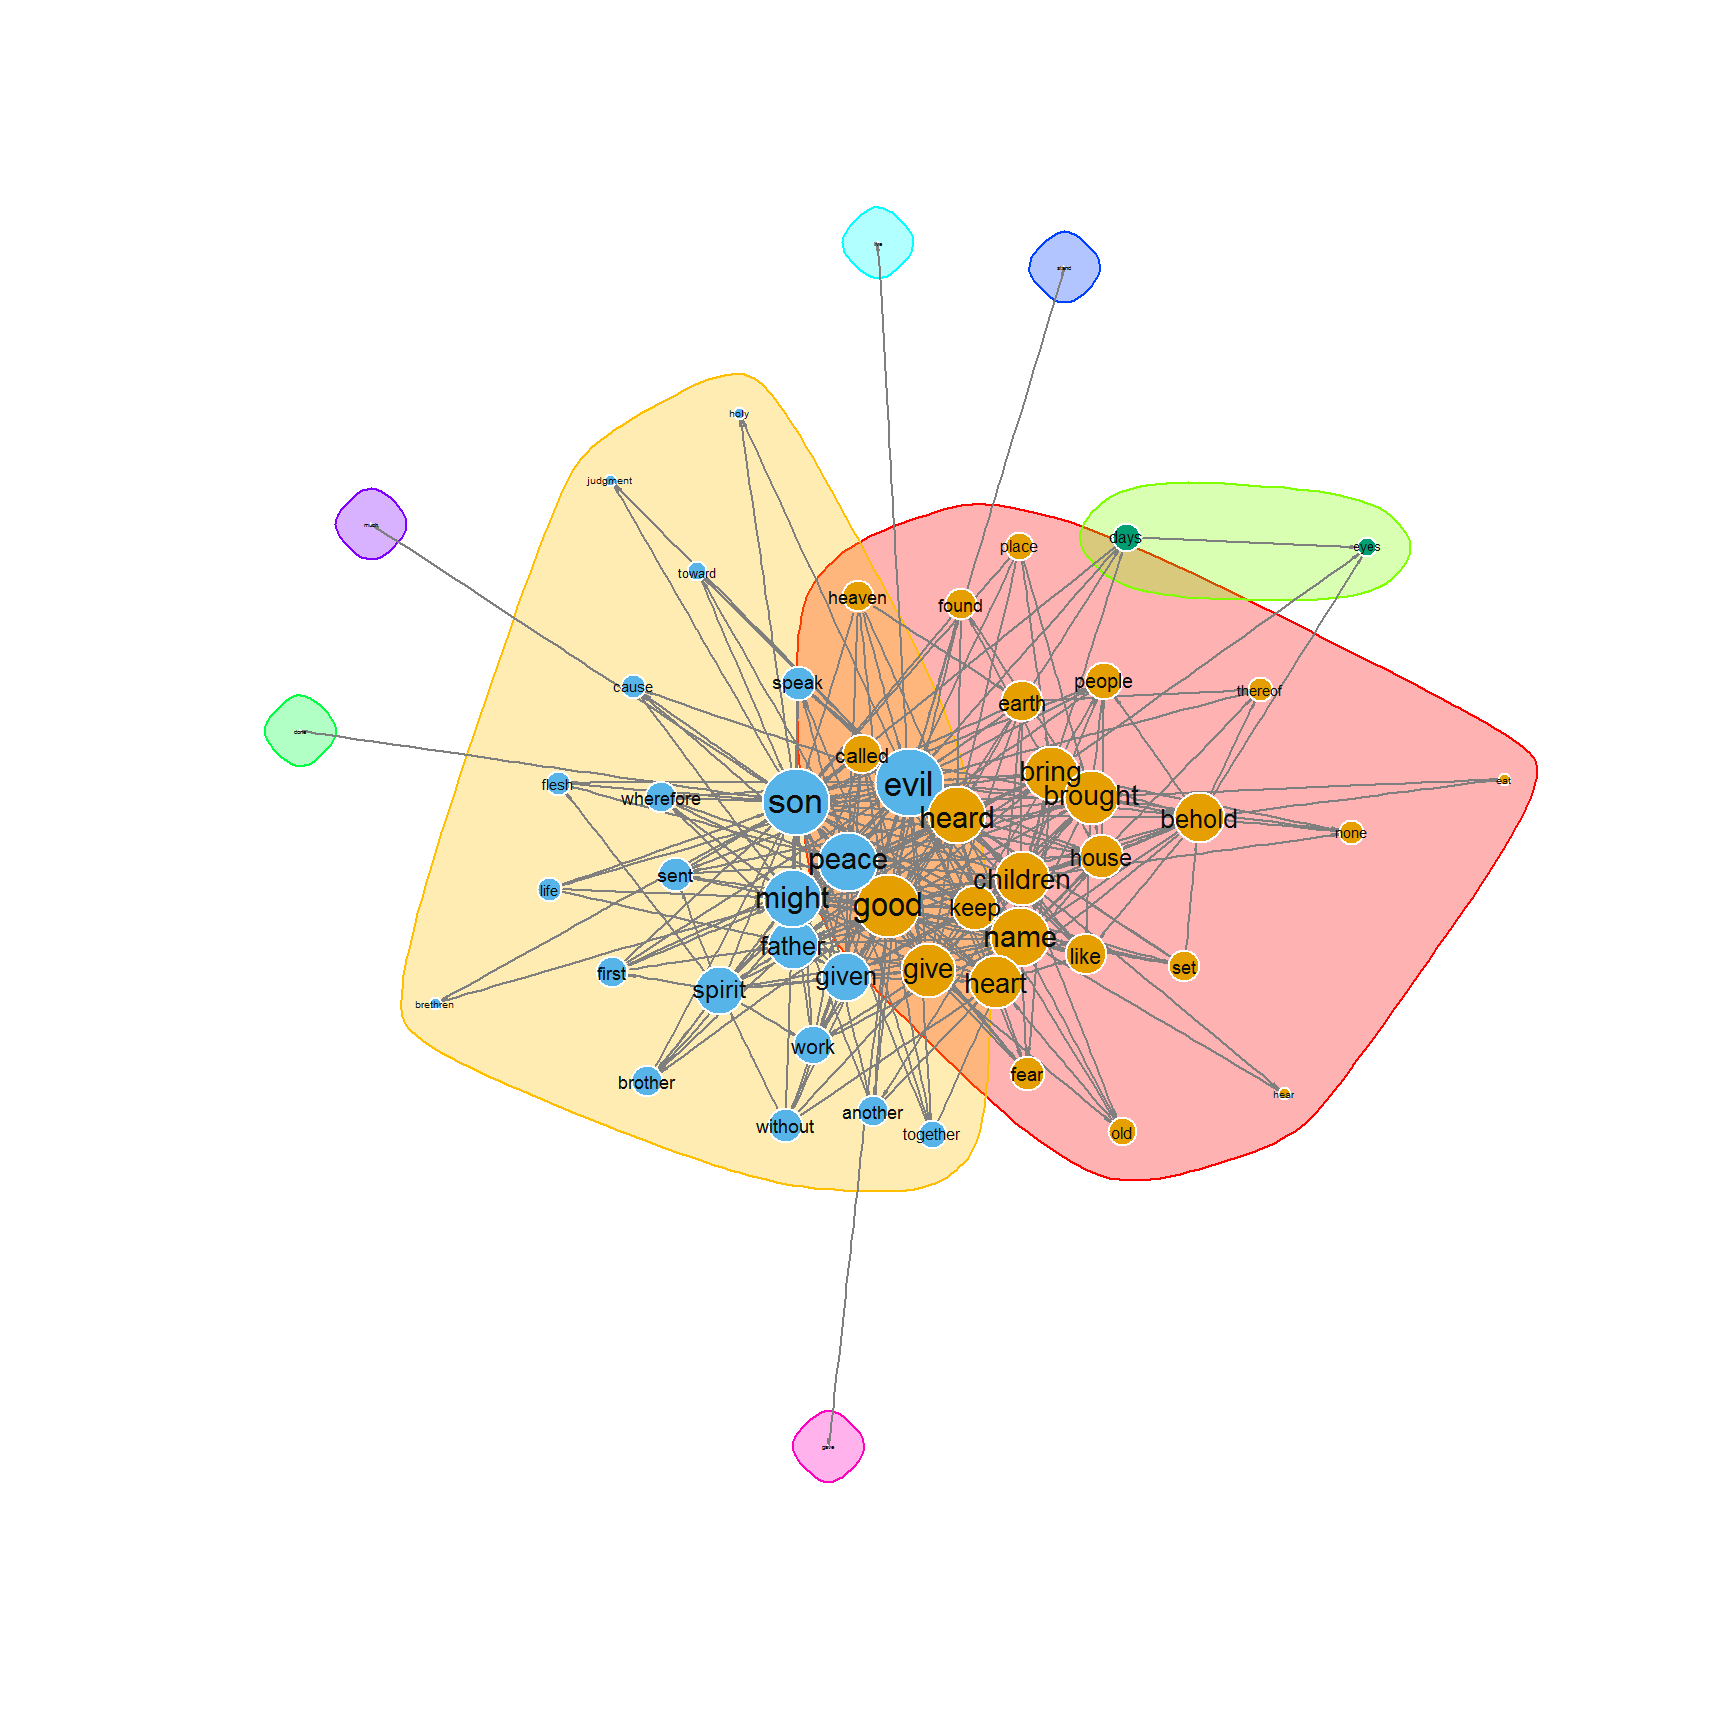 stand
holy
judgment
much
days
eyes
place
toward
heaven
found
people
speak
cause
thereof
earth
done
called
bring
eat
evil
flesh
brought
wherefore
son
heard
behold
none
house
peace
sent
children
life
might
good
keep
name
father
like
set
give
first
given
heart
spirit
brethren
work
fear
brother
hear
another
without
old
together
gave